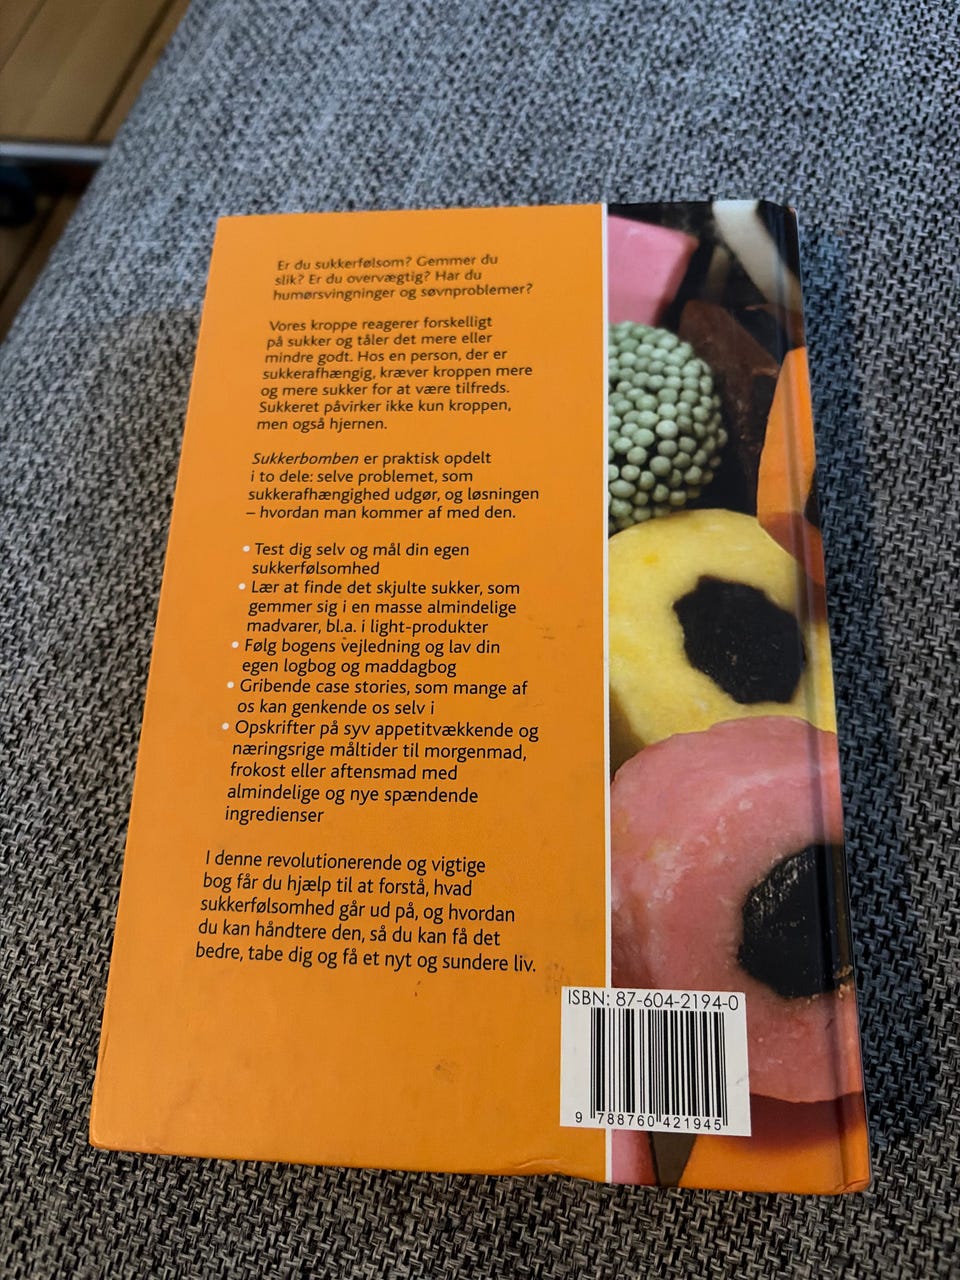 Er du sukkerfølsom? Gemmer du
slik? Er du overvægtig? Har du
humørsvingninger og søvnproblemer?
Vores kroppe reagerer forskelligt
på sukker og tåler det mere eller
mindre godt. Hos en person, der er
sukkerafhængig, kræver kroppen mere
og mere sukker for at være tilfreds.
Sukkeret påvirker ikke kun kroppen,
men også hjernen.
Sukkerbomben er praktisk opdelt
i to dele: selve problemet, som
sukkerafhængighed udgør, og løsningen
– hvordan man kommer af med den.
• Test dig selv og mål din egen
sukkerfølsomhed
• Lær at finde det skjulte sukker, som
gemmer sig i en masse almindelige
madvarer, bl.a. i light-produkter
• Følg bogens vejledning og lav din
egen logbog og maddagbog
• Gribende case stories, som mange af
os kan genkende os selv i
• Opskrifter på syv appetitvækkende og
næringsrige måltider til morgenmad,
frokost eller aftensmad med
almindelige og nye spændende
ingredienser
I denne revolutionerende og vigtige
bog får du hjælp til at forstå, hvad
sukkerfølsomhed går ud på, og hvordan
du kan håndtere den, så du kan få det
bedre, tabe dig og få et nyt og sundere liv.
ISBN: 87-604-2194-0
9 788760 421945